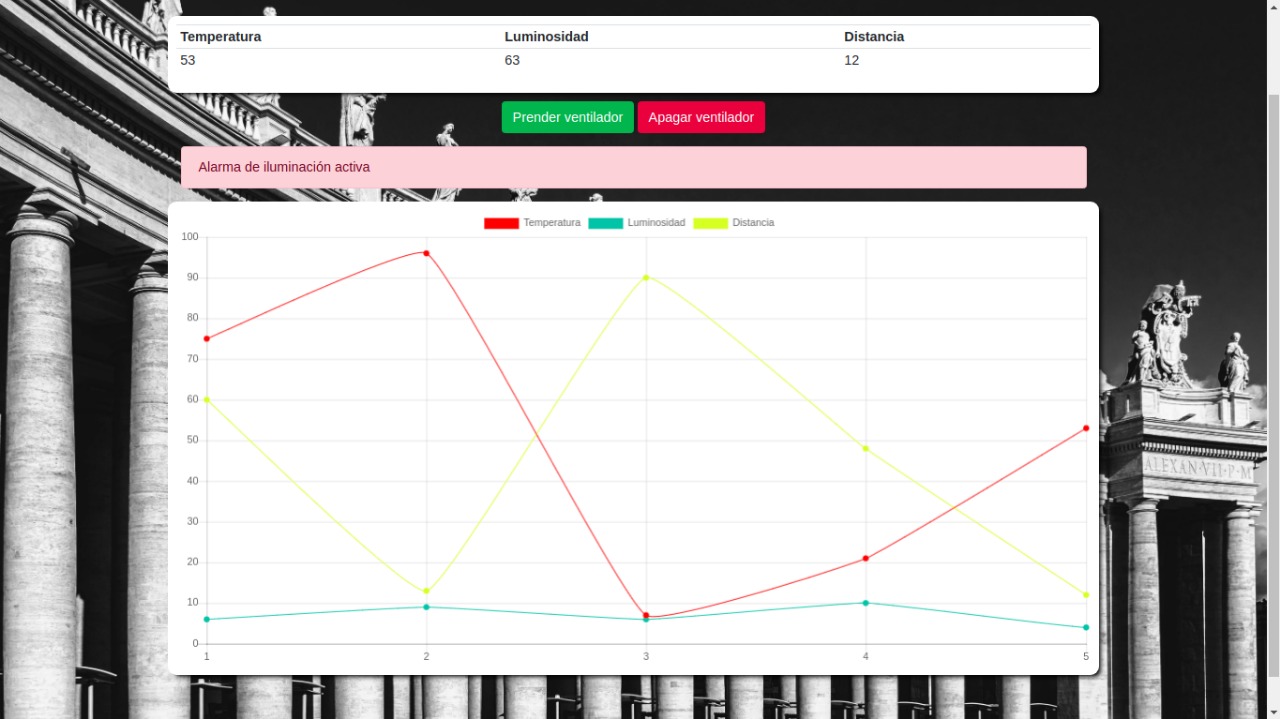 Temperatura Luminosidad Distancia
53 63 12
Prender ventilador Apagar ventilador
Alarma de iluminación activa
Temperatura Luminosidad Distancia
100
90
80
70
60
50
40
30
20
10
0
1 2 3 4 5
ALEXAN·VII·P·M